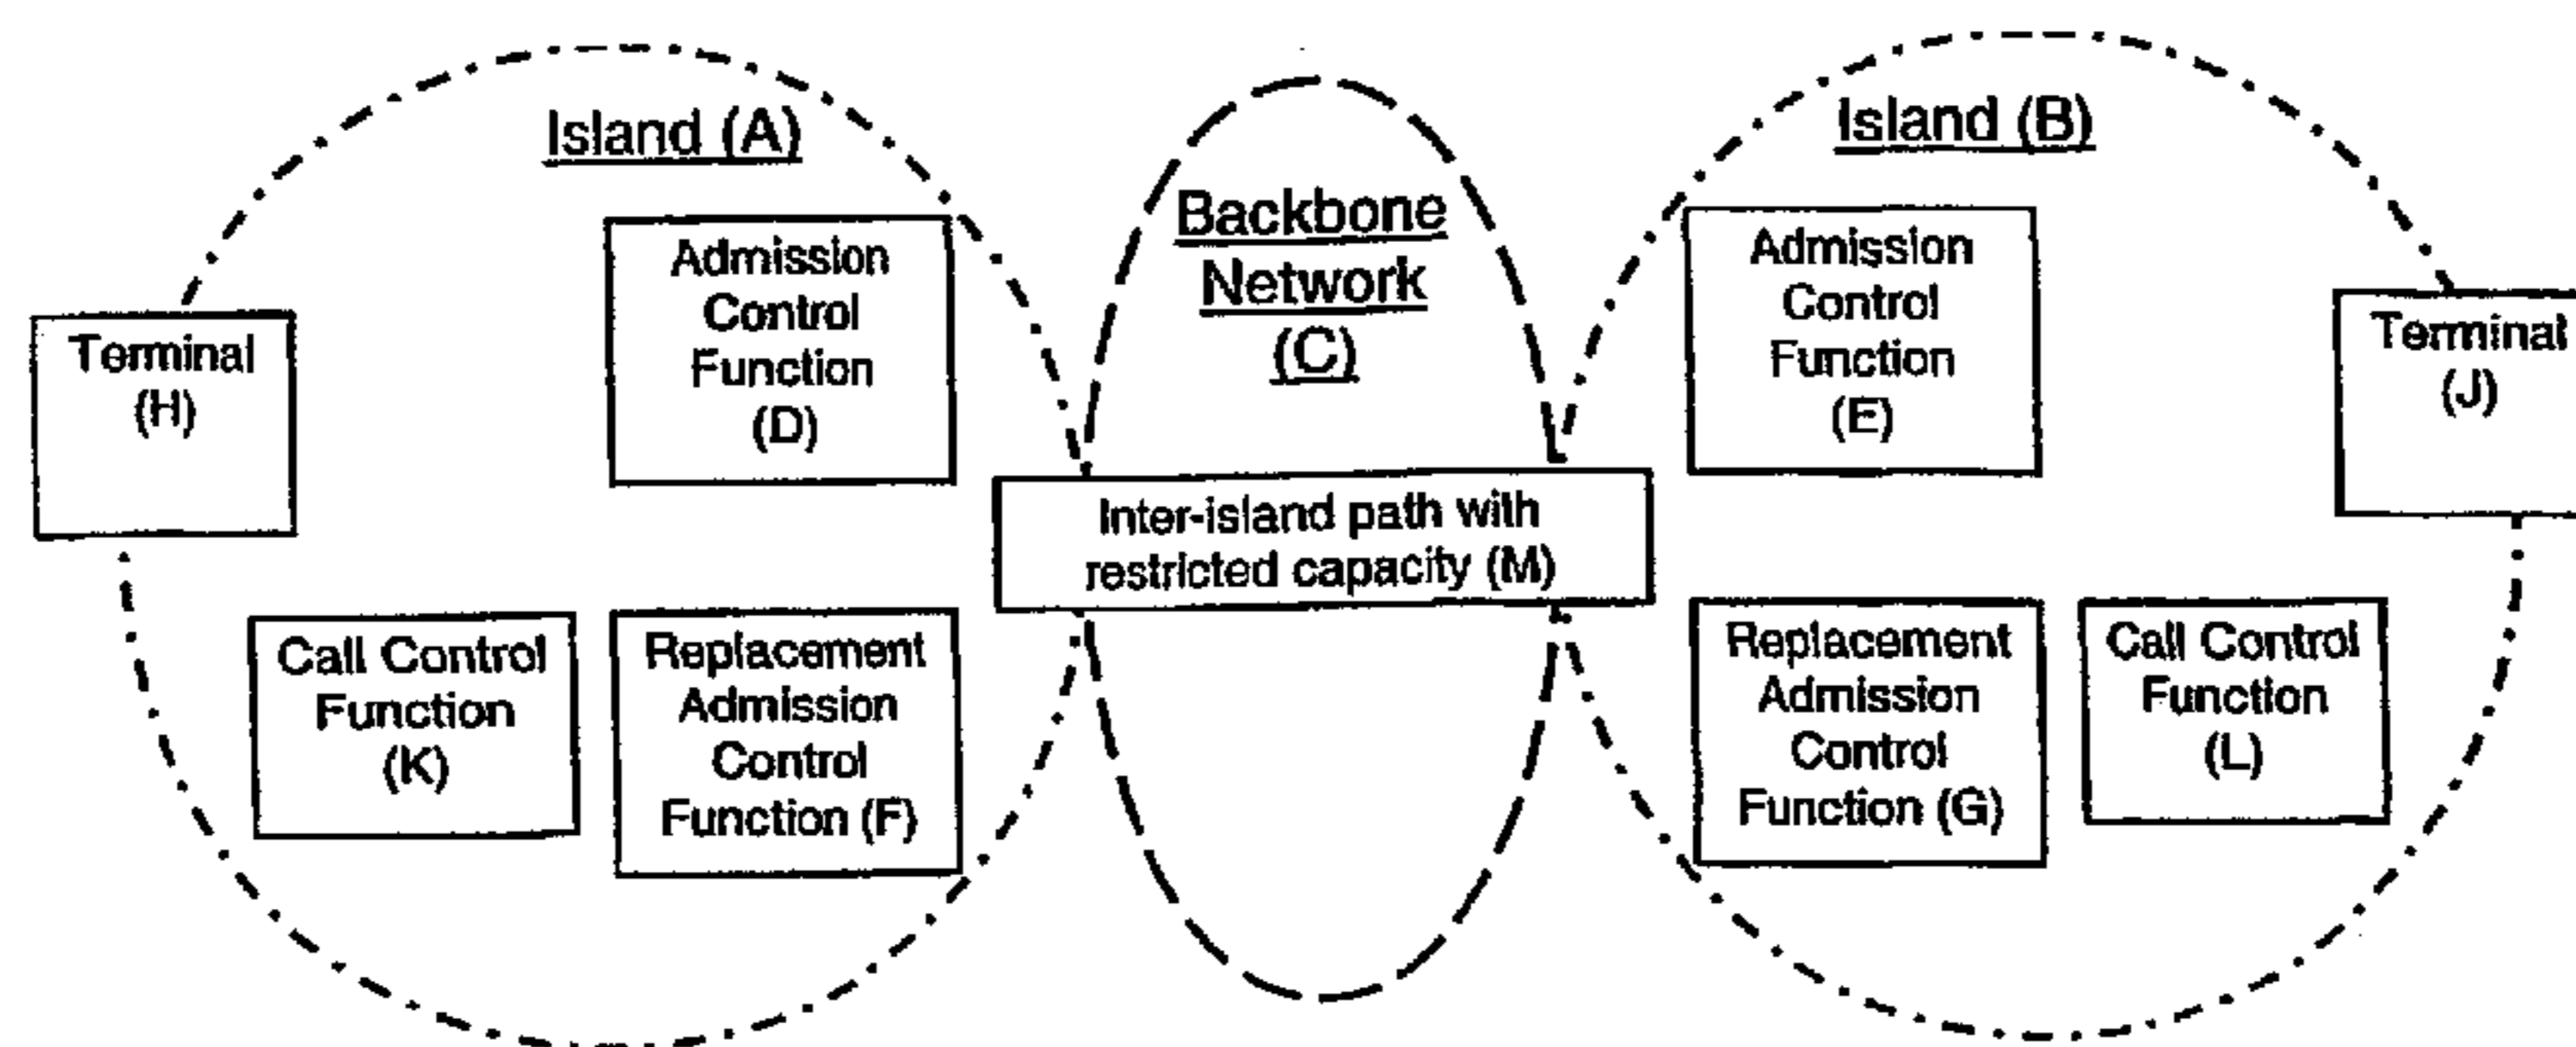 Island (A)
Island (B)
Backbone
Network
(C)
Admission
Control
Function
(D)
Admission
Control
Function
(E)
Terminal
(H)
Terminal
(J)
Inter-island path with
restricted capacity (M)
Call Control
Function
(K)
Replacement
Admission
Control
Function (F)
Replacement
Admission
Control
Function (G)
Call Control
Function
(L)